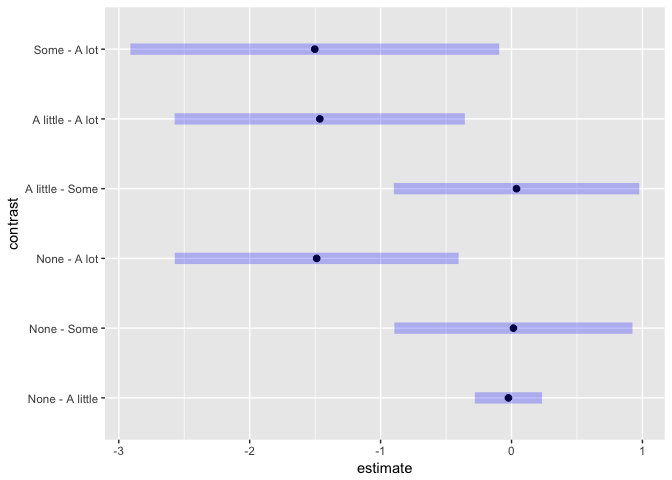 Some - A lot
A little - A lot
A little - Some
None - A lot
None - Some
None - A little
contrast
-3 -2 -1 0 1
estimate